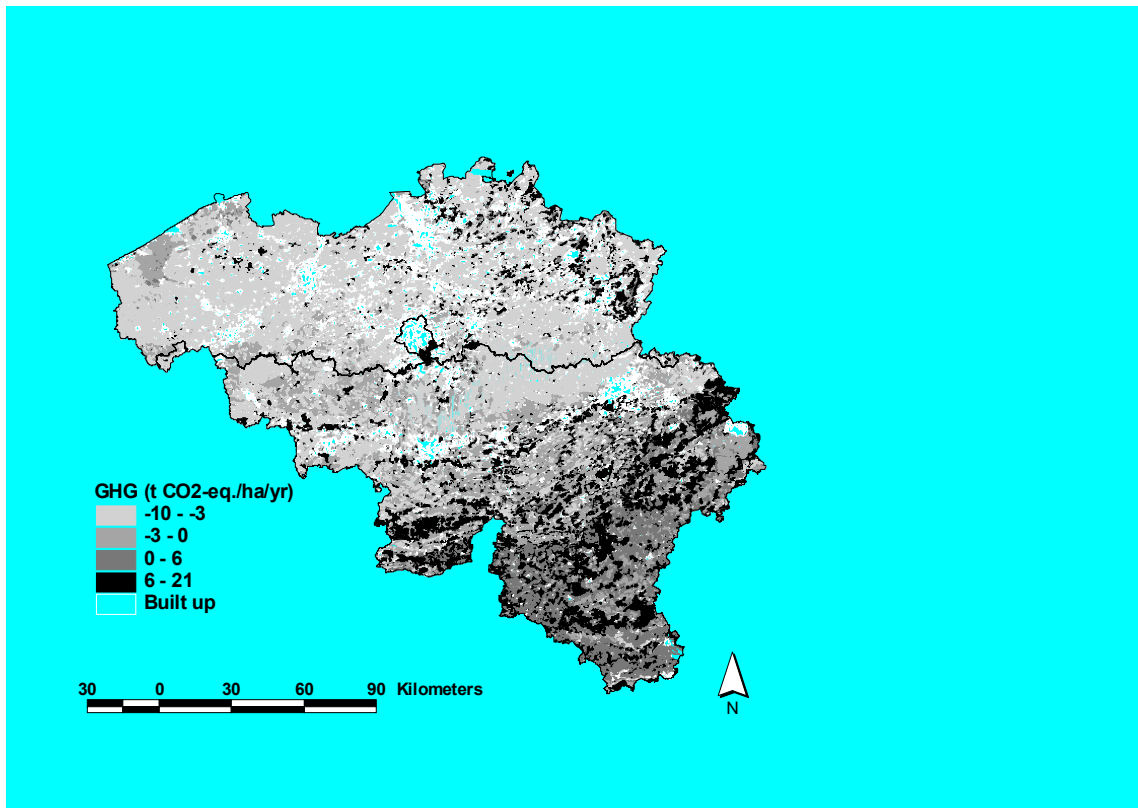 GHG (t CO2-eq./ha/yr)
-10 - -3
-3 - 0
0 - 6
6 - 21
Built up
30 0 30 60 90 Kilometers
N